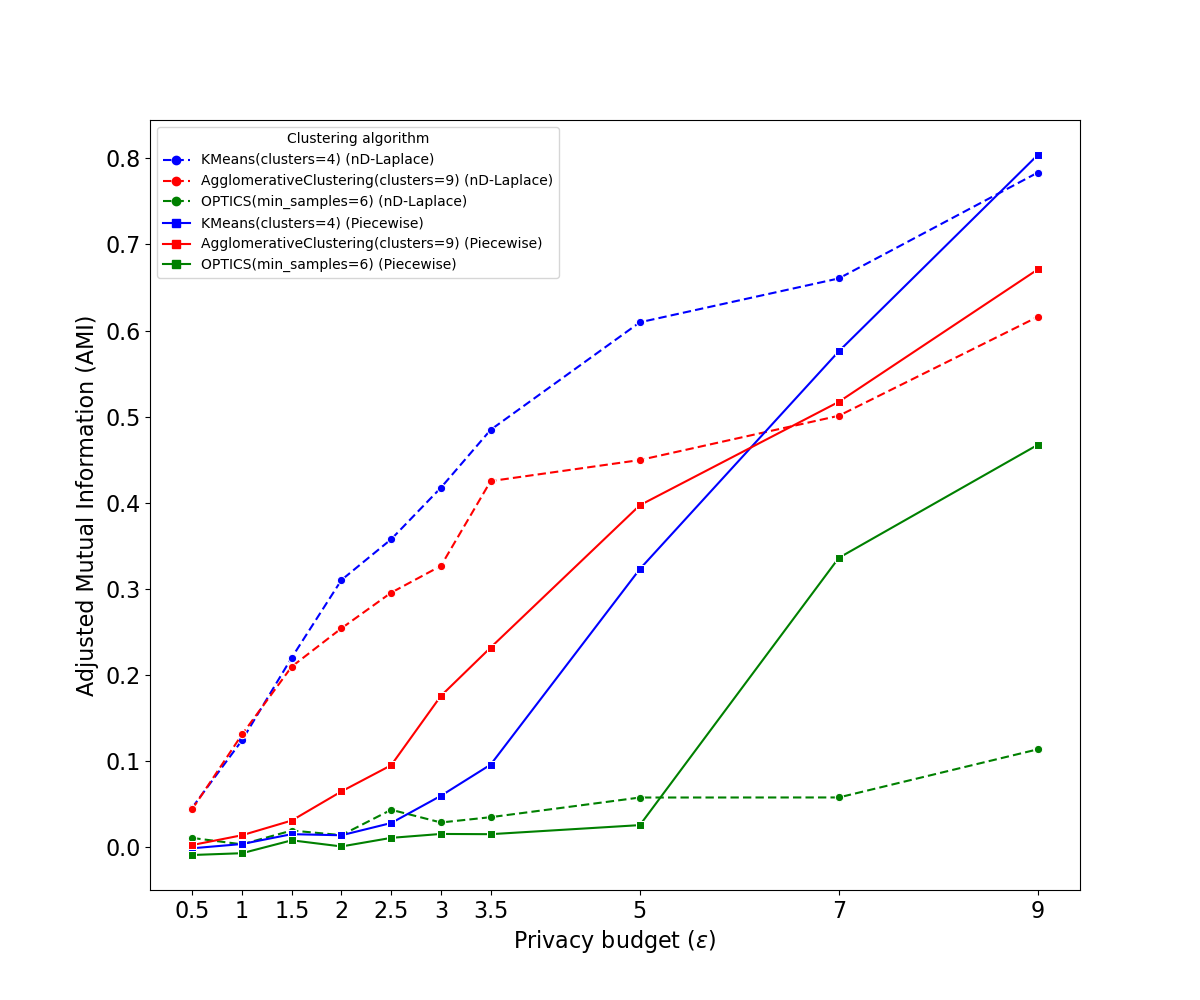 Clustering algorithm
KMeans(clusters=4) (nD-Laplace)
AgglomerativeClustering(clusters=9) (nD-Laplace)
OPTICS(min_samples=6) (nD-Laplace)
KMeans(clusters=4) (Piecewise)
AgglomerativeClustering(clusters=9) (Piecewise)
OPTICS(min_samples=6) (Piecewise)
Adjusted Mutual Information (AMI)
0.8
0.7
0.6
0.5
0.4
0.3
0.2
0.1
0.0
0.5 1 1.5 2 2.5 3 3.5 5 7 9
Privacy budget (ε)